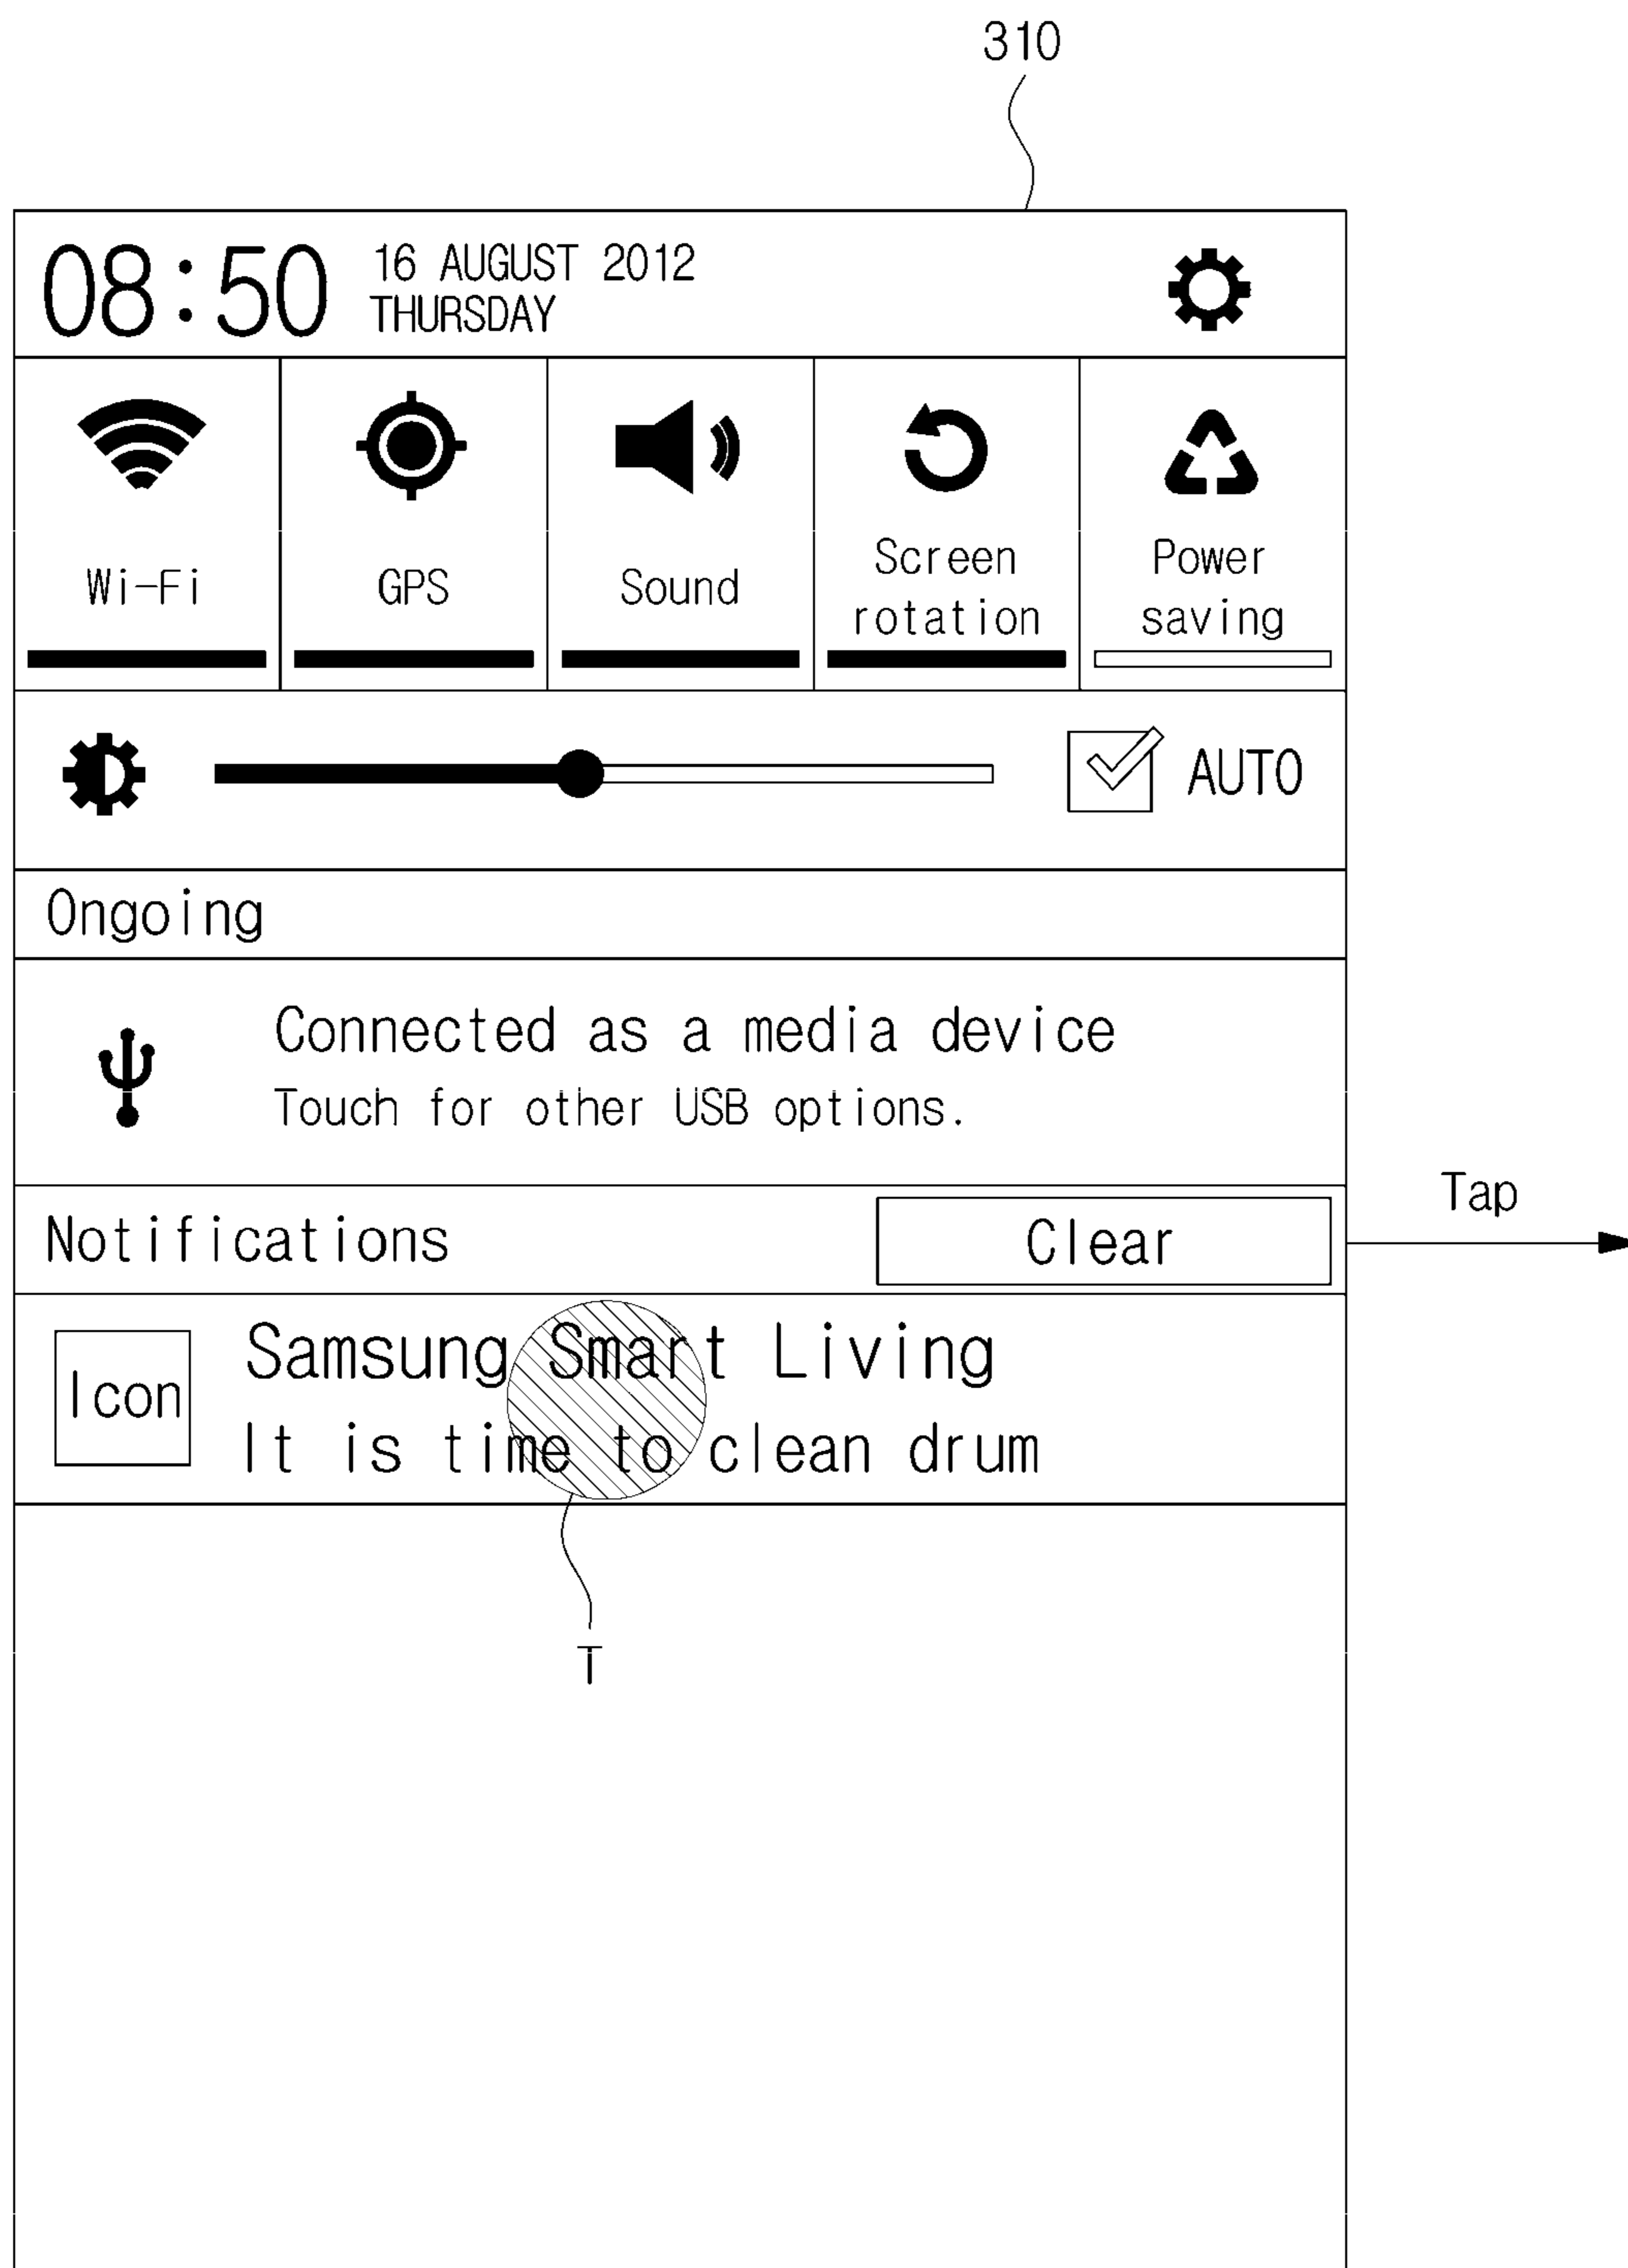 310
08:50
16 AUGUST 2012
THURSDAY
Wi-Fi
GPS
Sound
Screen
rotation
Power
saving
AUTO
Ongoing
Connected as a media device
Touch for other USB options.
Notifications
Clear
Tap
Icon
Samsung Smart Living
It is time to clean drum
T